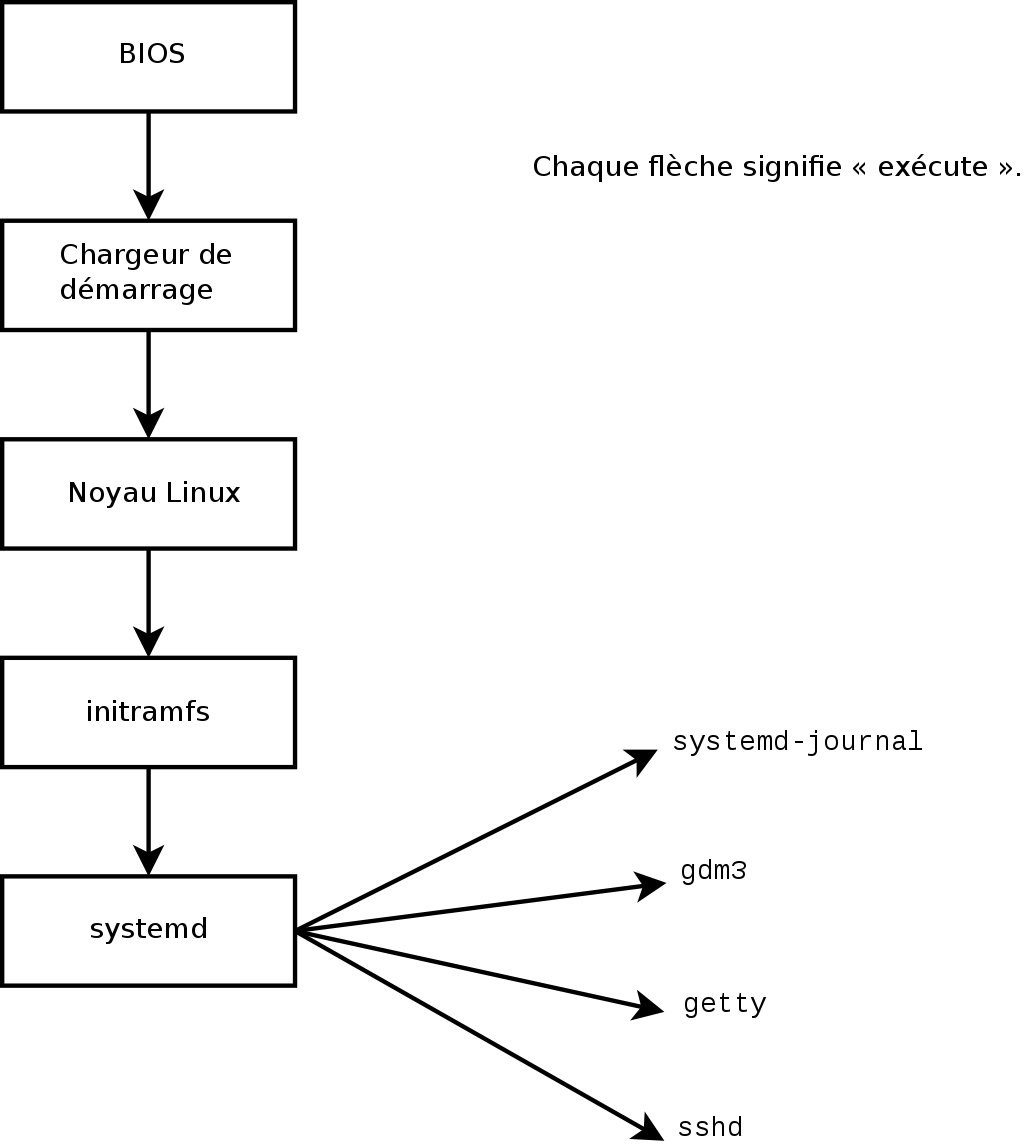 BIOS
Chaque flèche signifie « exécute ».
Chargeur de
démarrage
Noyau Linux
initramfs
systemd-journal
gdm3
systemd
getty
sshd